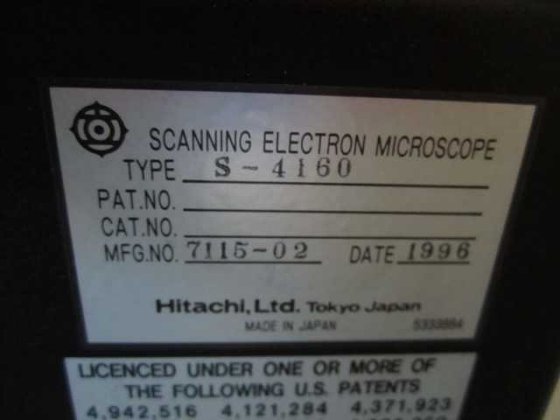 SCANNING ELECTRON MICROSCOPE
TYPE S-4160
PAT.NO.
CAT.NO.
MFG.NO. 7115-02 DATE 1996
Hitachi, Ltd. Tokyo Japan
MADE IN JAPAN 5333884
LICENCED UNDER ONE OR MORE OF
THE FOLLOWING U.S. PATENTS
4,942,516 4,121,284 4,371,923